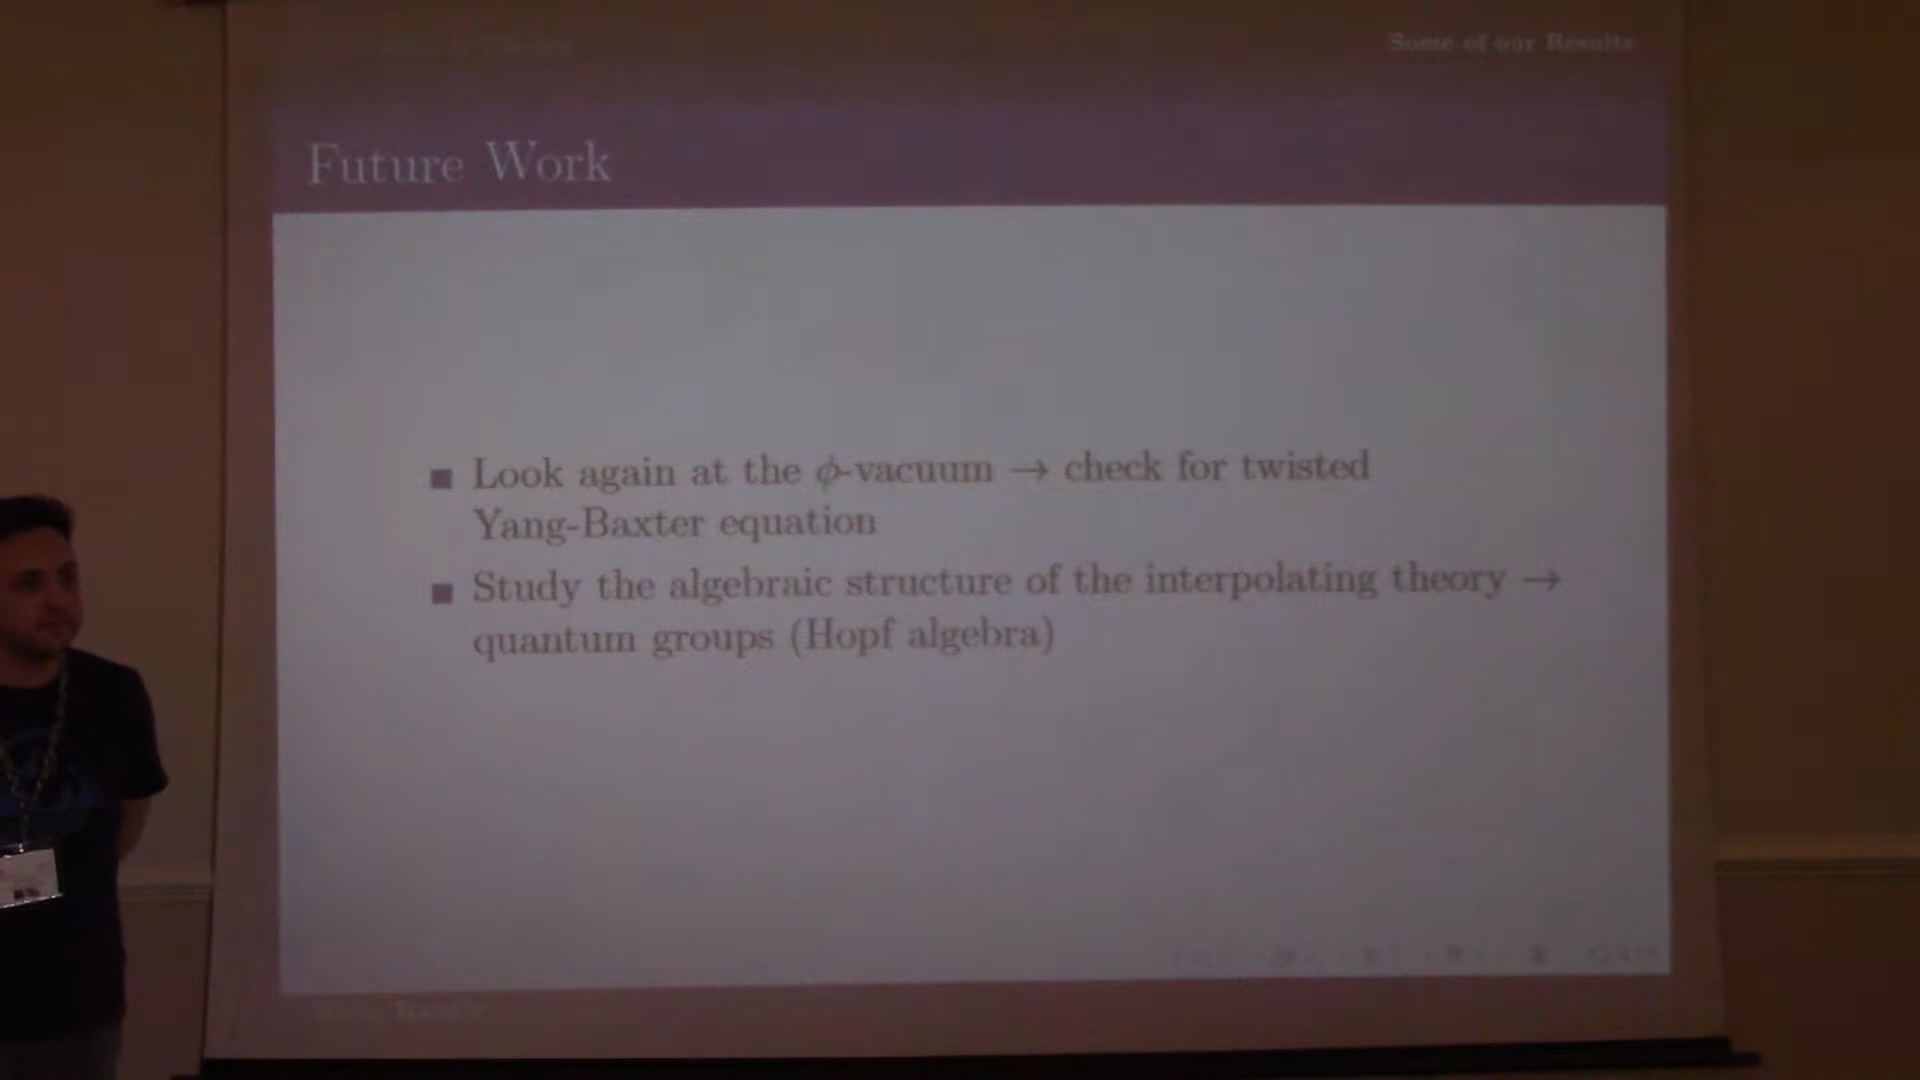 Some of our Results
Future Work
■ Look again at the ϕ-vacuum → check for twisted
Yang-Baxter equation
■ Study the algebraic structure of the interpolating theory →
quantum groups (Hopf algebra)